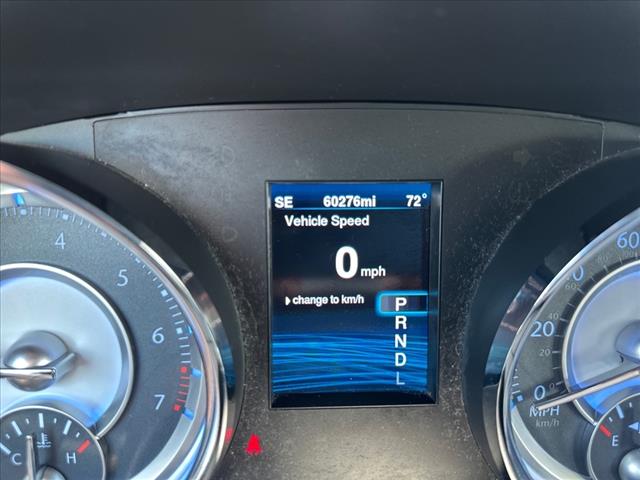 SE 60276mi 72°
Vehicle Speed
0 mph
change to km/h
P
R
N
D
L
4
5
6
7
C H
60
0
20
0
MPH
km/h
E